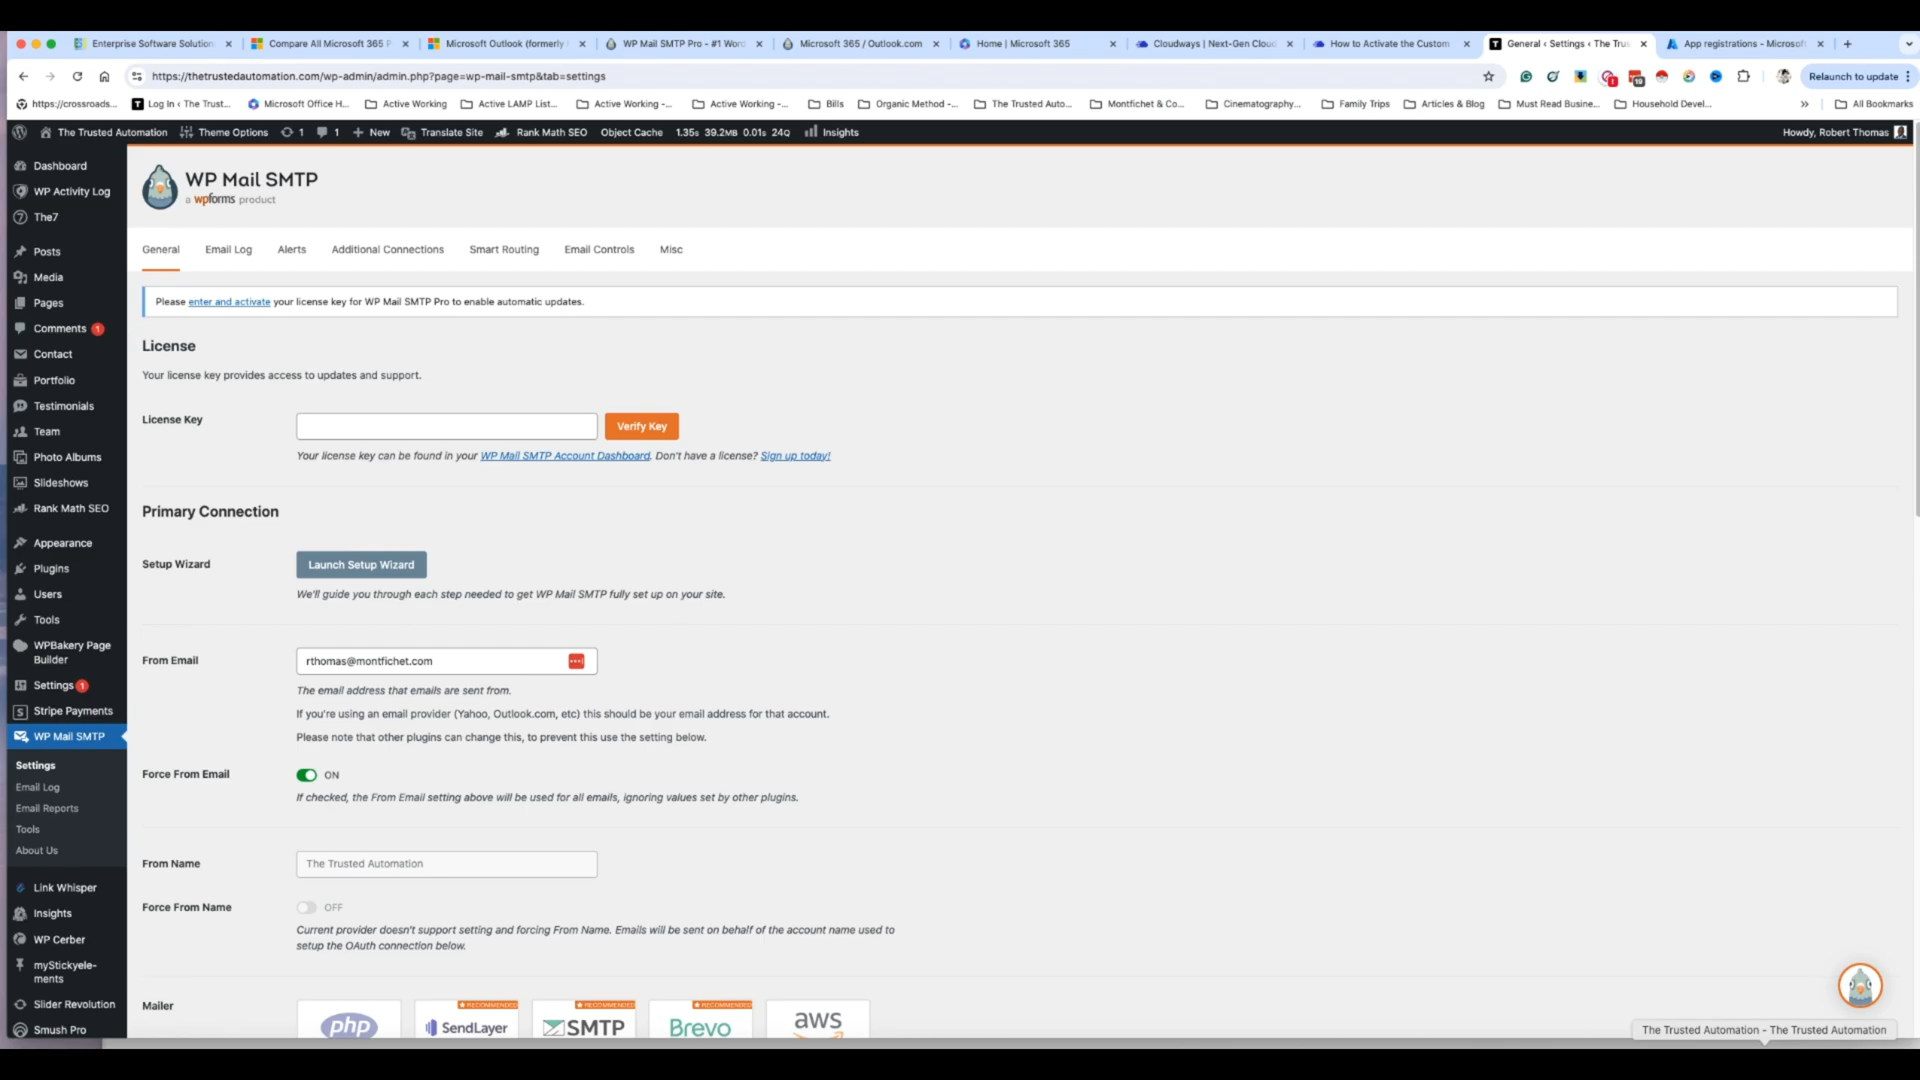 Enterprise Software Solution
Compare All Microsoft 365 P
Microsoft Outlook (formerly
WP Mail SMTP Pro - #1 Word
Microsoft 365 / Outlook.com
Home | Microsoft 365
Cloudways | Next-Gen Cloud
How to Activate the Custom
General ‹ Settings ‹ The Trus
App registrations - Microsoft
https://thetrustedautomation.com/wp-admin/admin.php?page=wp-mail-smtp&tab=settings
19
Relaunch to update
https://crossroads...
Log In ‹ The Trust...
Microsoft Office H...
Active Working
Active LAMP List...
Active Working -...
Active Working -...
Bills
Organic Method -...
The Trusted Auto...
Montfichet & Co...
Cinematography...
Family Trips
Articles & Blog
Must Read Busine...
Household Devel...
»
All Bookmarks
The Trusted Automation
Theme Options
1
1
New
Translate Site
Rank Math SEO
Object Cache
1.35s 39.2MB 0.01s 24Q
Insights
Howdy, Robert Thomas
Dashboard
WP Activity Log
The7
Posts
Media
Pages
Comments 1
Contact
Portfolio
Testimonials
Team
Photo Albums
Slideshows
Rank Math SEO
Appearance
Plugins
Users
Tools
WPBakery Page
Builder
Settings 1
Stripe Payments
WP Mail SMTP
Settings
Email Log
Email Reports
Tools
About Us
Link Whisper
Insights
WP Cerber
myStickyele-
ments
Slider Revolution
Smush Pro
WP Mail SMTP
a wpforms product
General
Email Log
Alerts
Additional Connections
Smart Routing
Email Controls
Misc
Please enter and activate your license key for WP Mail SMTP Pro to enable automatic updates.
License
Your license key provides access to updates and support.
License Key
Verify Key
Your license key can be found in your WP Mail SMTP Account Dashboard. Don't have a license? Sign up today!
Primary Connection
Setup Wizard
Launch Setup Wizard
We'll guide you through each step needed to get WP Mail SMTP fully set up on your site.
From Email
rthomas@montfichet.com
The email address that emails are sent from.
If you're using an email provider (Yahoo, Outlook.com, etc) this should be your email address for that account.
Please note that other plugins can change this, to prevent this use the setting below.
Force From Email
ON
If checked, the From Email setting above will be used for all emails, ignoring values set by other plugins.
From Name
The Trusted Automation
Force From Name
OFF
Current provider doesn't support setting and forcing From Name. Emails will be sent on behalf of the account name used to
setup the OAuth connection below.
Mailer
php
RECOMMENDED
SendLayer
RECOMMENDED
SMTP
RECOMMENDED
Brevo
aws
The Trusted Automation - The Trusted Automation